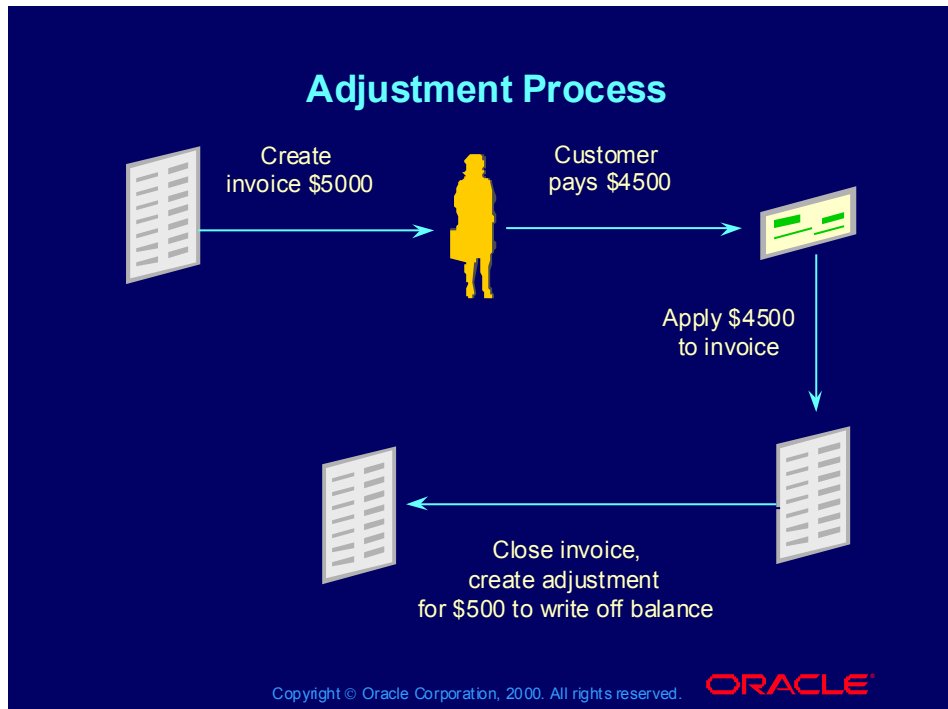 Adjustment Process
Create
invoice $5000
Customer
pays $4500
Apply $4500
to invoice
Close invoice,
create adjustment
for $500 to write off balance
Copyright © Oracle Corporation, 2000. All rights reserved.
ORACLE